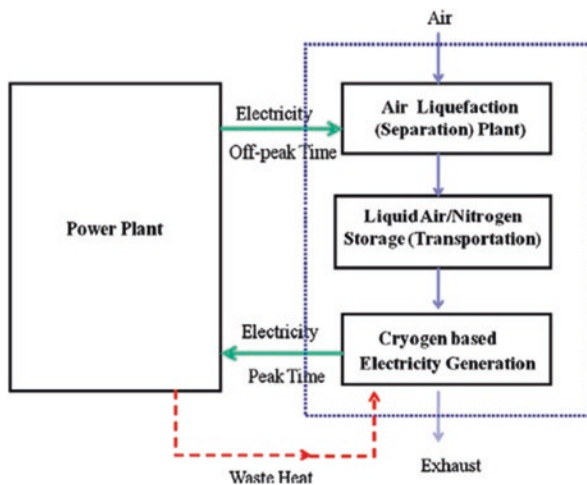 Air
Air Liquefaction
(Separation) Plant)
Electricity
Off-peak Time
Power Plant
Liquid Air/Nitrogen
Storage (Transportation)
Electricity
Peak Time
Cryogen based
Electricity Generation
Waste Heat
Exhaust